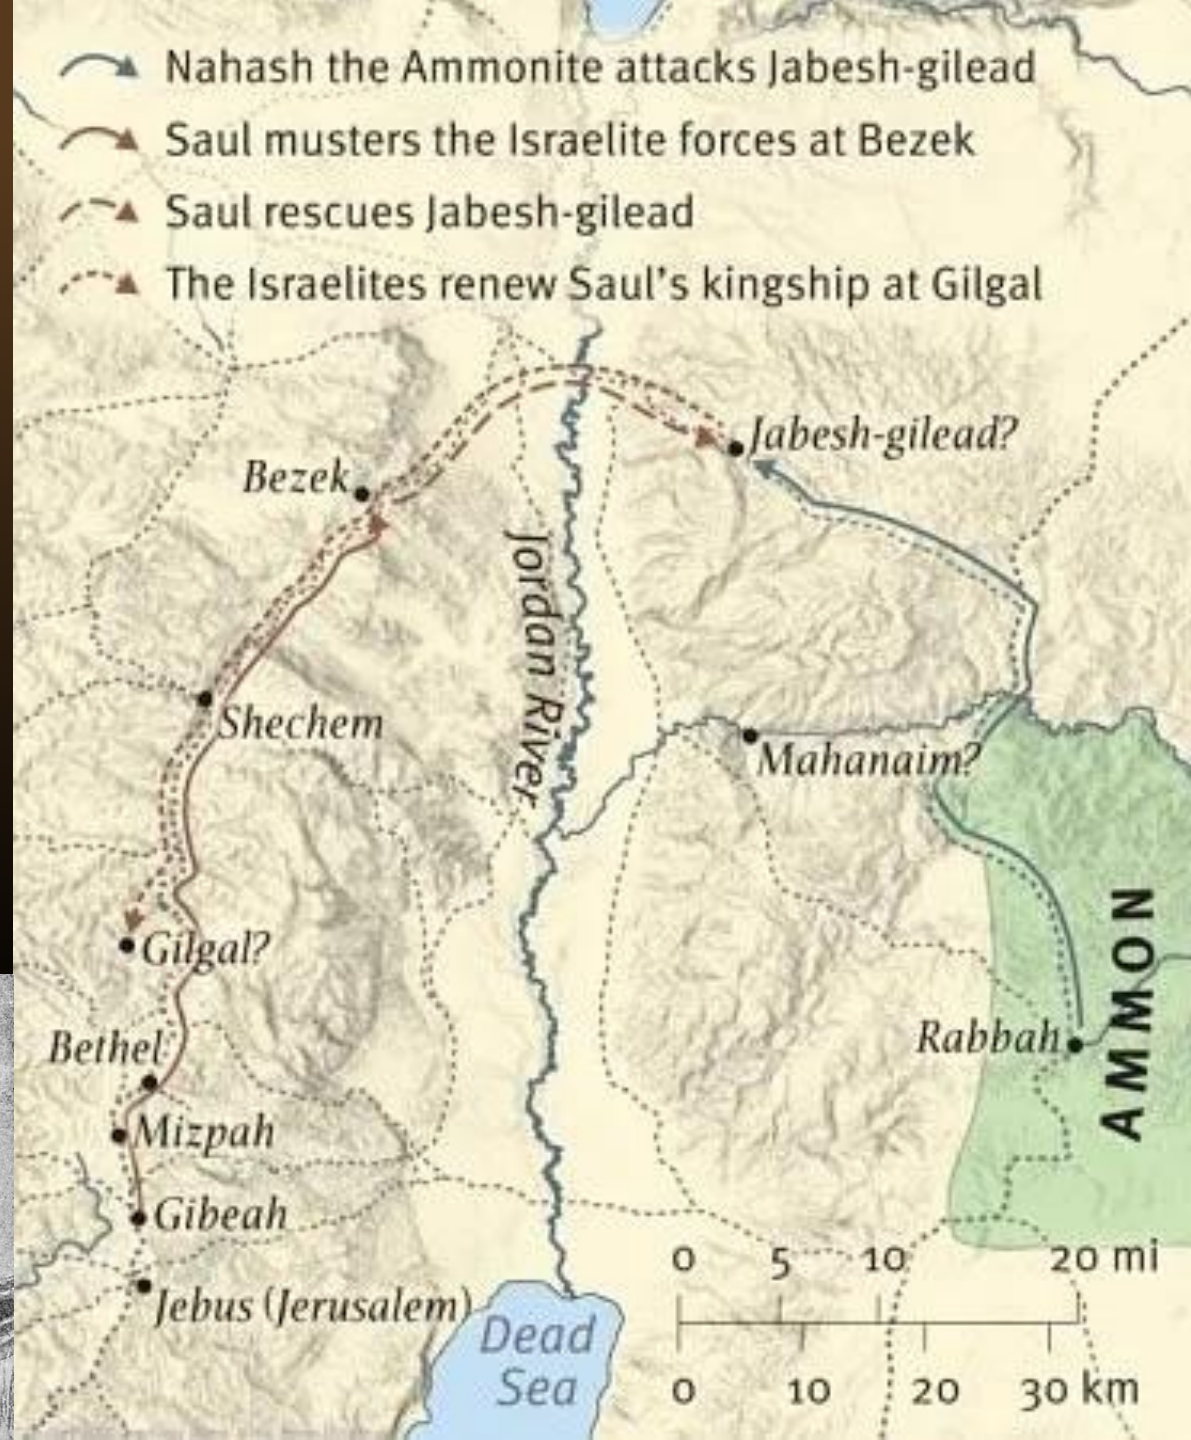 Nahash the Ammonite attacks Jabesh-gilead
Saul musters the Israelite forces at Bezek
Saul rescues Jabesh-gilead
The Israelites renew Saul's kingship at Gilgal
Jabesh-gilead?
Bezek
Jordan River
Shechem
Mahanaim?
AMMON
Gilgal?
Rabbah
Bethel
Mizpah
Gibeah
Jebus (Jerusalem)
Dead
Sea
0 5 10 20 mi
0 10 20 30 km